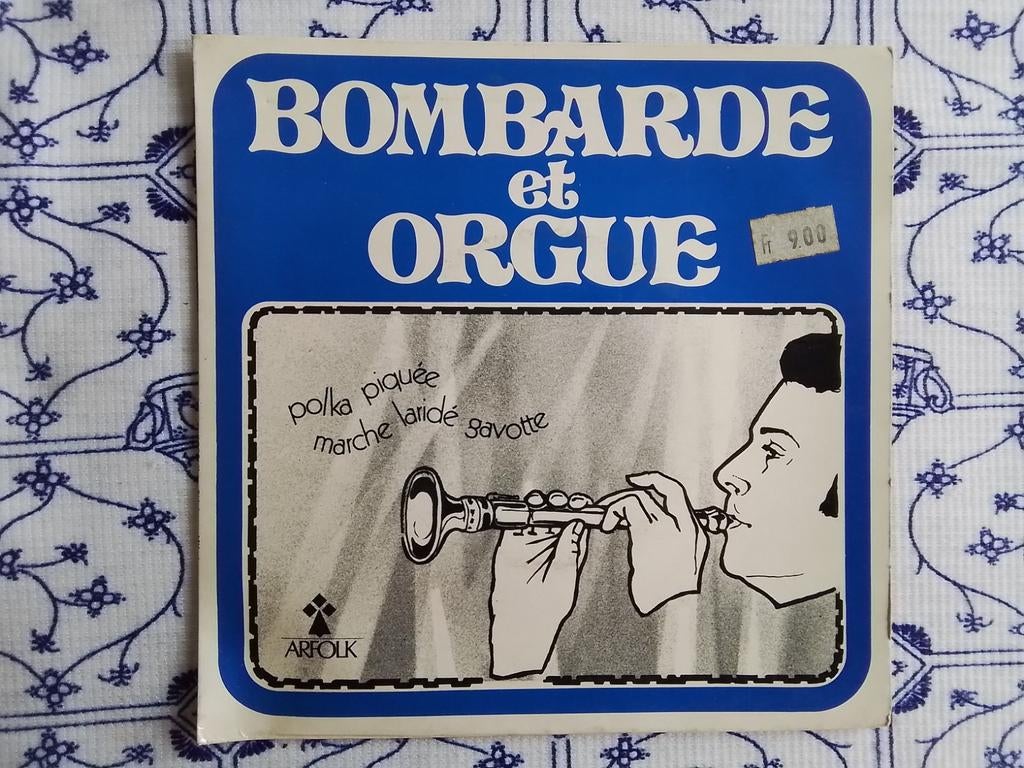 BOMBARDE
et
ORGUE
Fr 9.00
polka piquée
marche laridé gavotte
ARFOLK